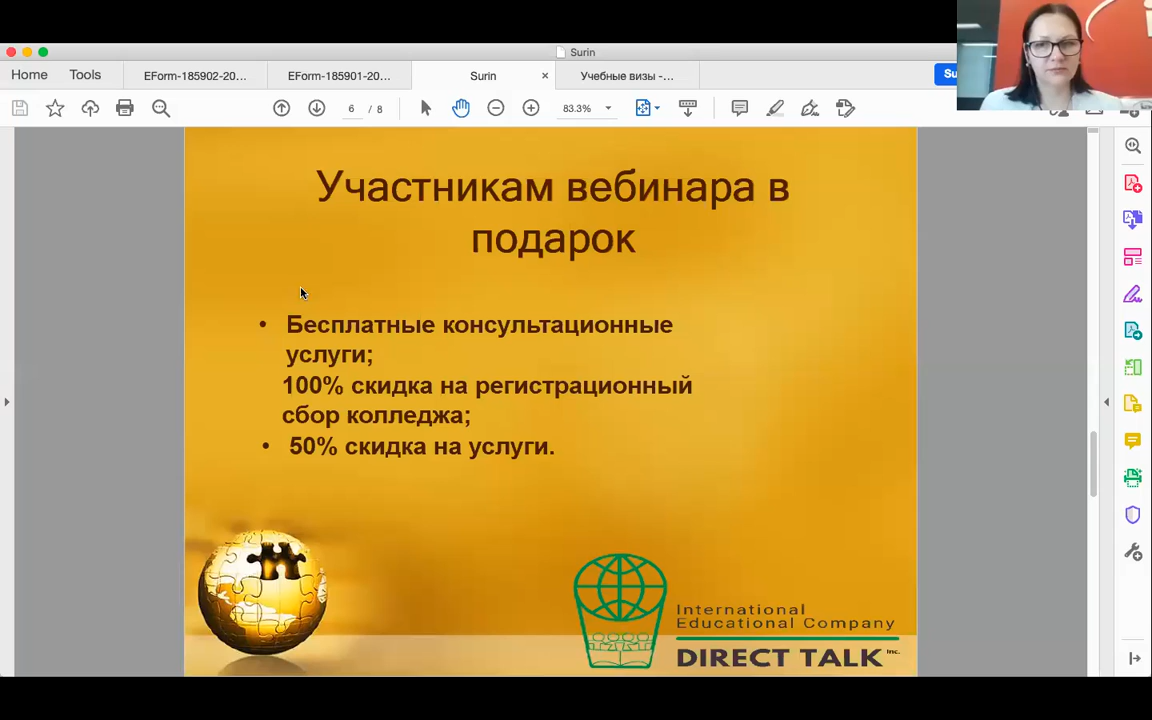 Surin
Home
Tools
EForm-185902-20...
EForm-185901-20...
Surin
×
Учебные визы -...
Su
6 / 8
83.3%
Участникам вебинара в
подарок
• Бесплатные консультационные
услуги;
100% скидка на регистрационный
сбор колледжа;
• 50% скидка на услуги.
International
Educational Company
DIRECT TALK Inc.